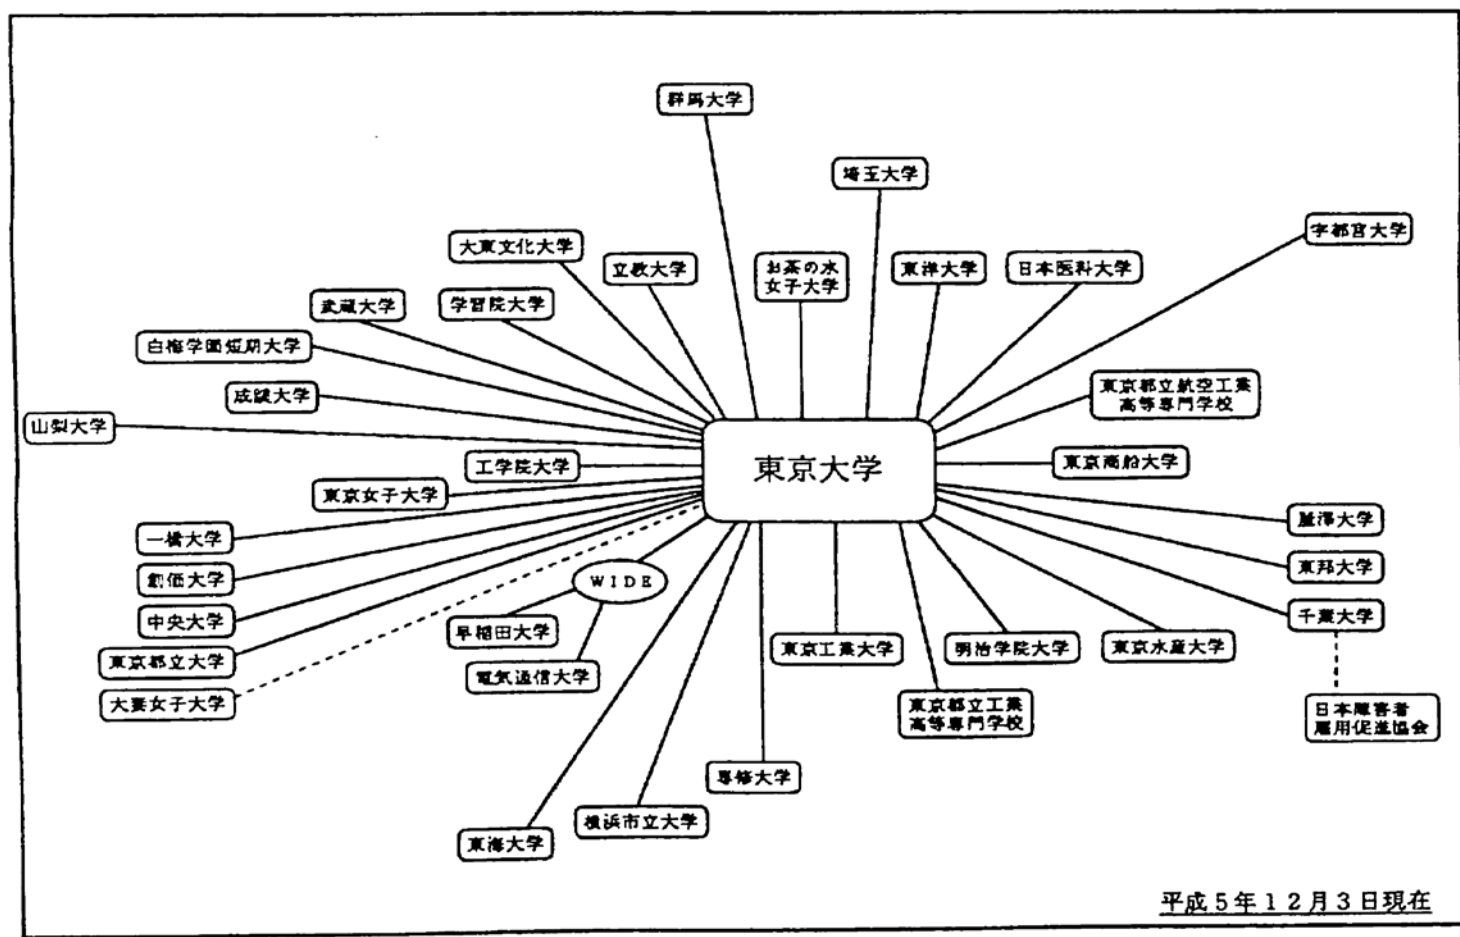 群馬大学
埼玉大学
宇都宮大学
大東文化大学
立教大学
お茶の水
女子大学
東洋大学
日本医科大学
武蔵大学
学習院大学
白梅学園短期大学
成蹊大学
東京都立航空工業
高等専門学校
山梨大学
工学院大学
東京大学
東京商船大学
東京女子大学
一橋大学
麗澤大学
創価大学
WIDE
東邦大学
中央大学
早稲田大学
千葉大学
東京都立大学
電気通信大学
東京工業大学
明治学院大学
東京水産大学
大妻女子大学
東京都立工業
高等専門学校
日本障害者
雇用促進協会
専修大学
東海大学
横浜市立大学
平成5年12月3日現在